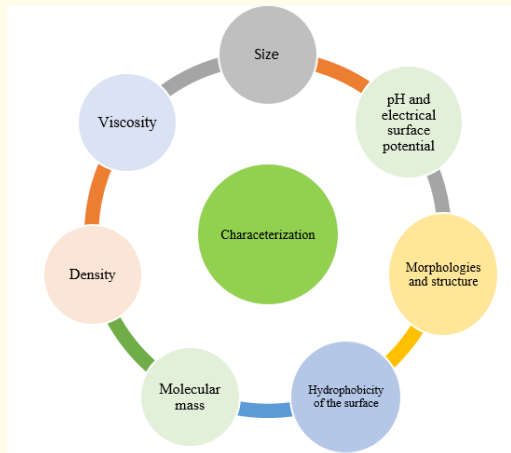 Size
pH and
electrical
surface
potential
Morphologies
and structure
Hydrophobicity
of the surface
Molecular
mass
Density
Viscosity
Characeterization